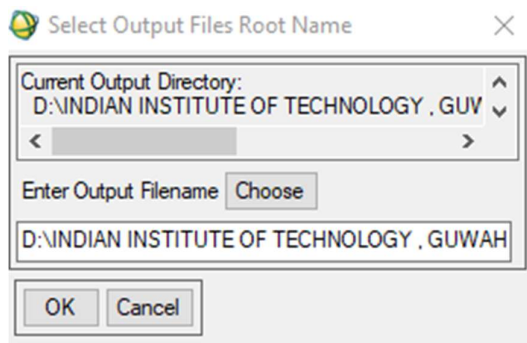 Select Output Files Root Name
Current Output Directory:
D:\INDIAN INSTITUTE OF TECHNOLOGY , GUW
Enter Output Filename Choose
D:\INDIAN INSTITUTE OF TECHNOLOGY , GUWAH
OK Cancel